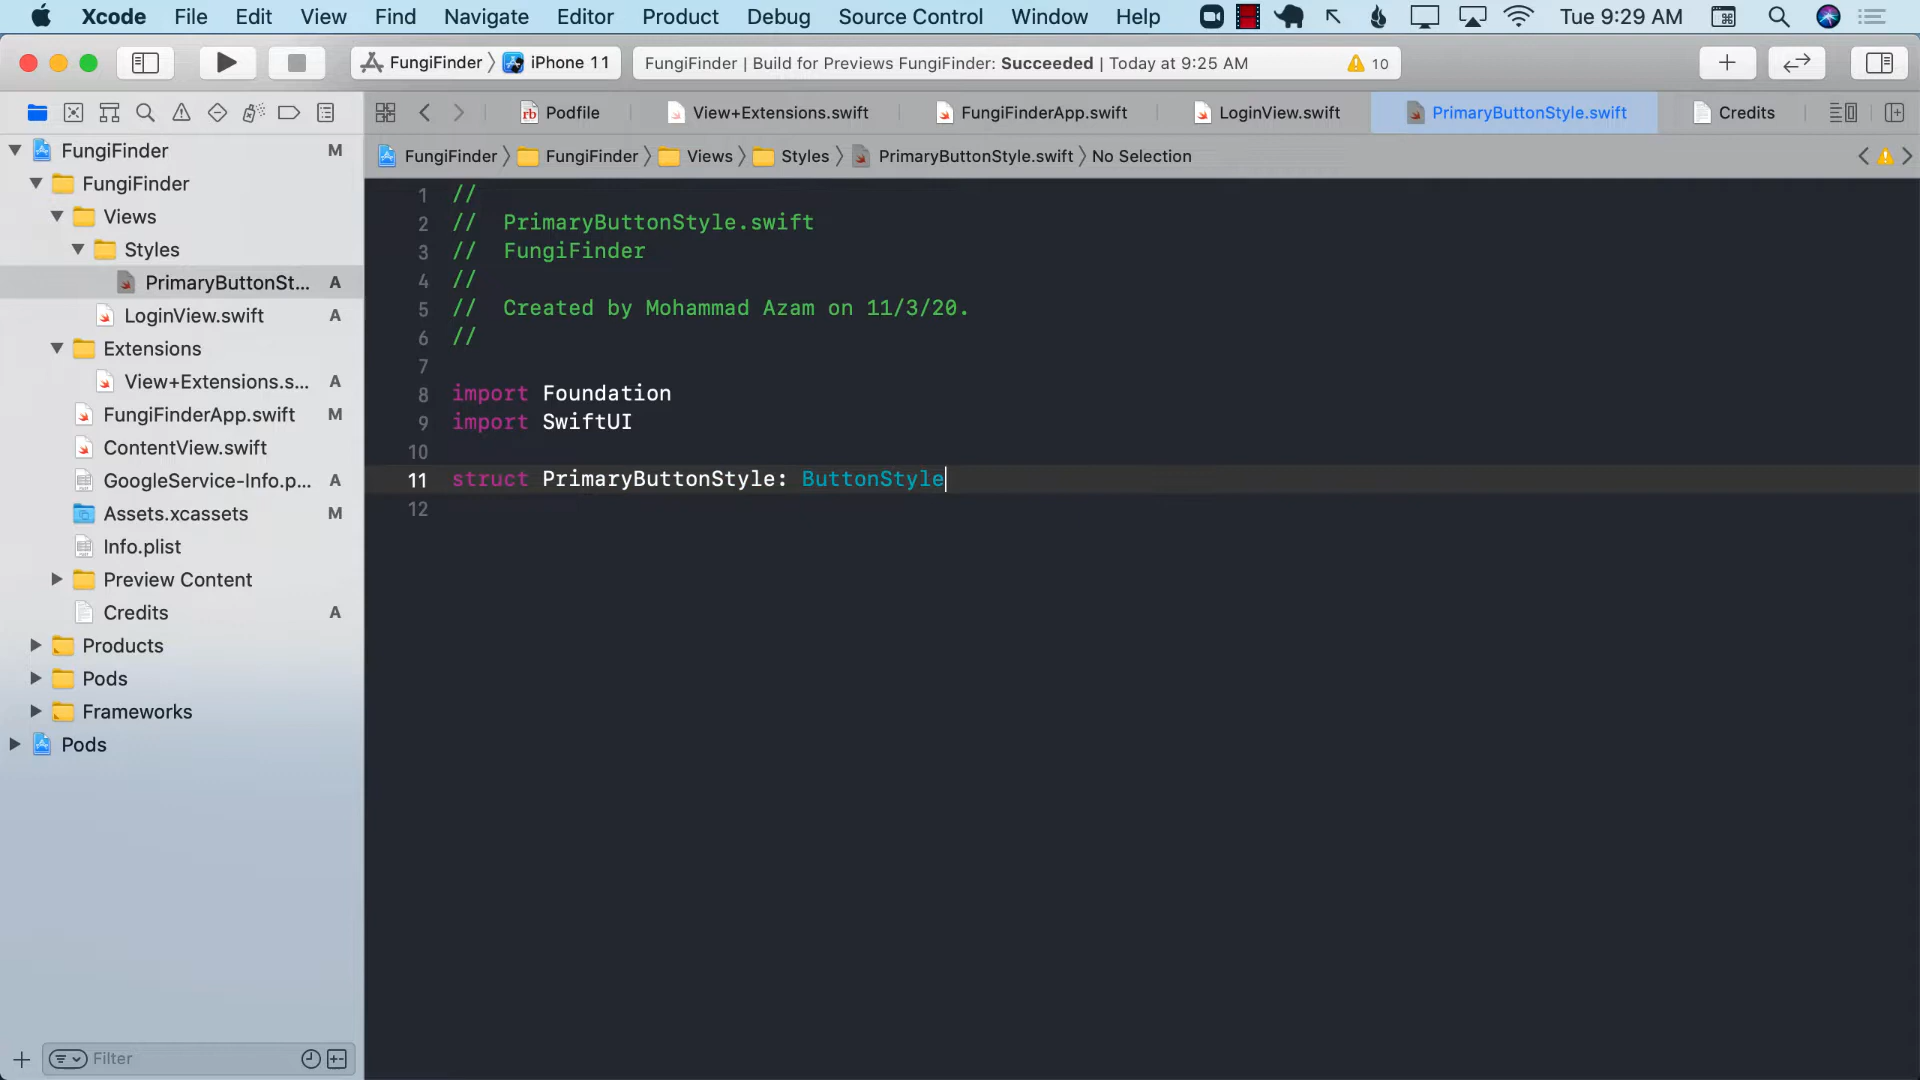 Xcode File Edit View Find Navigate Editor Product Debug Source Control Window Help Tue 9:29 AM
FungiFinder iPhone 11 FungiFinder | Build for Previews FungiFinder: Succeeded | Today at 9:25 AM 10
Podfile View+Extensions.swift FungiFinderApp.swift LoginView.swift PrimaryButtonStyle.swift Credits
FungiFinder FungiFinder Views Styles PrimaryButtonStyle.swift No Selection
FungiFinder M
FungiFinder
Views
Styles
PrimaryButtonSt... A
LoginView.swift A
Extensions
View+Extensions.s... A
FungiFinderApp.swift M
ContentView.swift
GoogleService-Info.p... A
Assets.xcassets M
Info.plist
Preview Content
Credits A
Products
Pods
Frameworks
Pods
Filter
1 //
2 // PrimaryButtonStyle.swift
3 // FungiFinder
4 //
5 // Created by Mohammad Azam on 11/3/20.
6 //
7
8 import Foundation
9 import SwiftUI
10
11 struct PrimaryButtonStyle: ButtonStyle
12